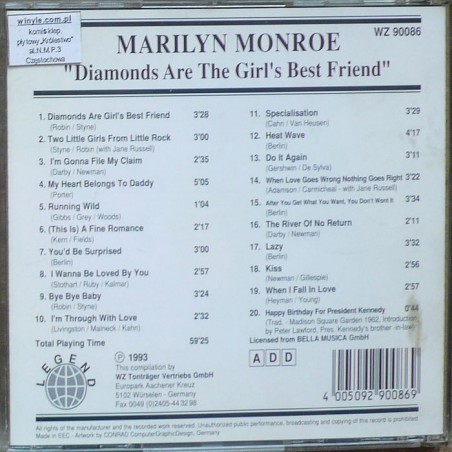 winyle.com.pl
komis sklep
płytowy „Królestwo"
al.N.M.P.3
Częstochowa
WZ 90086
MARILYN MONROE
"Diamonds Are The Girl's Best Friend"
1. Diamonds Are Girl's Best Friend 3'28
(Robin / Styne)
2. Two Little Girls From Little Rock 3'00
(Styne / Robin (with Jane Russell)
3. I'm Gonna File My Claim 2'35
(Darby / Newman)
4. My Heart Belongs To Daddy 5'05
(Porter)
5. Running Wild 1'04
(Gibbs / Grey / Woods)
6. (This Is) A Fine Romance 2'17
(Kern / Fields)
7. You'd Be Surprised 3'00
(Berlin)
8. I Wanna Be Loved By You 2'57
(Stothart / Ruby / Kalmar)
9. Bye Bye Baby 3'24
(Robin / Styne)
10. I'm Through With Love 2'32
(Livingston / Malneck / Kahn)
Total Playing Time 59'25
11. Specialisation 3'29
(Cahn / Van Heusen)
12. Heat Wave 4'17
(Berlin)
13. Do It Again 3'11
(Gershwin / De Sylva)
14. When Love Goes Wrong Nothing Goes Right 3'22
(Adamson / Carmicheal - with Jane Russell)
15. After You Get What You Want, You Don't Want It 3'34
(Berlin)
16. The River Of No Return 2'11
(Darby / Newman)
17. Lazy 3'32
(Berlin)
18. Kiss 2'56
(Newman / Gillespie)
19. When I Fall In Love 2'57
(Heyman / Young)
20. Happy Birthday For President Kennedy 0'44
(Trad. - Madison Square Garden 1962, Introduction
by Peter Lawford, Pres. Kennedy's brother -in-law)
Licensed from BELLA MUSICA GmbH
LEGEND
℗ 1993
This compilation by
WZ Tonträger Vertriebs GmbH
Europark Aachener Kreuz
5102 Würselen - Germany
Fax 0049 (0)2405-44 32 98
A D D
4 005092 900869
All rights of the manufacturer and the recorded work reserved. Unauthorized public performance, broadcasting and copying of this record is prohibited.
Made in EEC · Artwork by CONRAD ComputerGraphicDesign, Germany